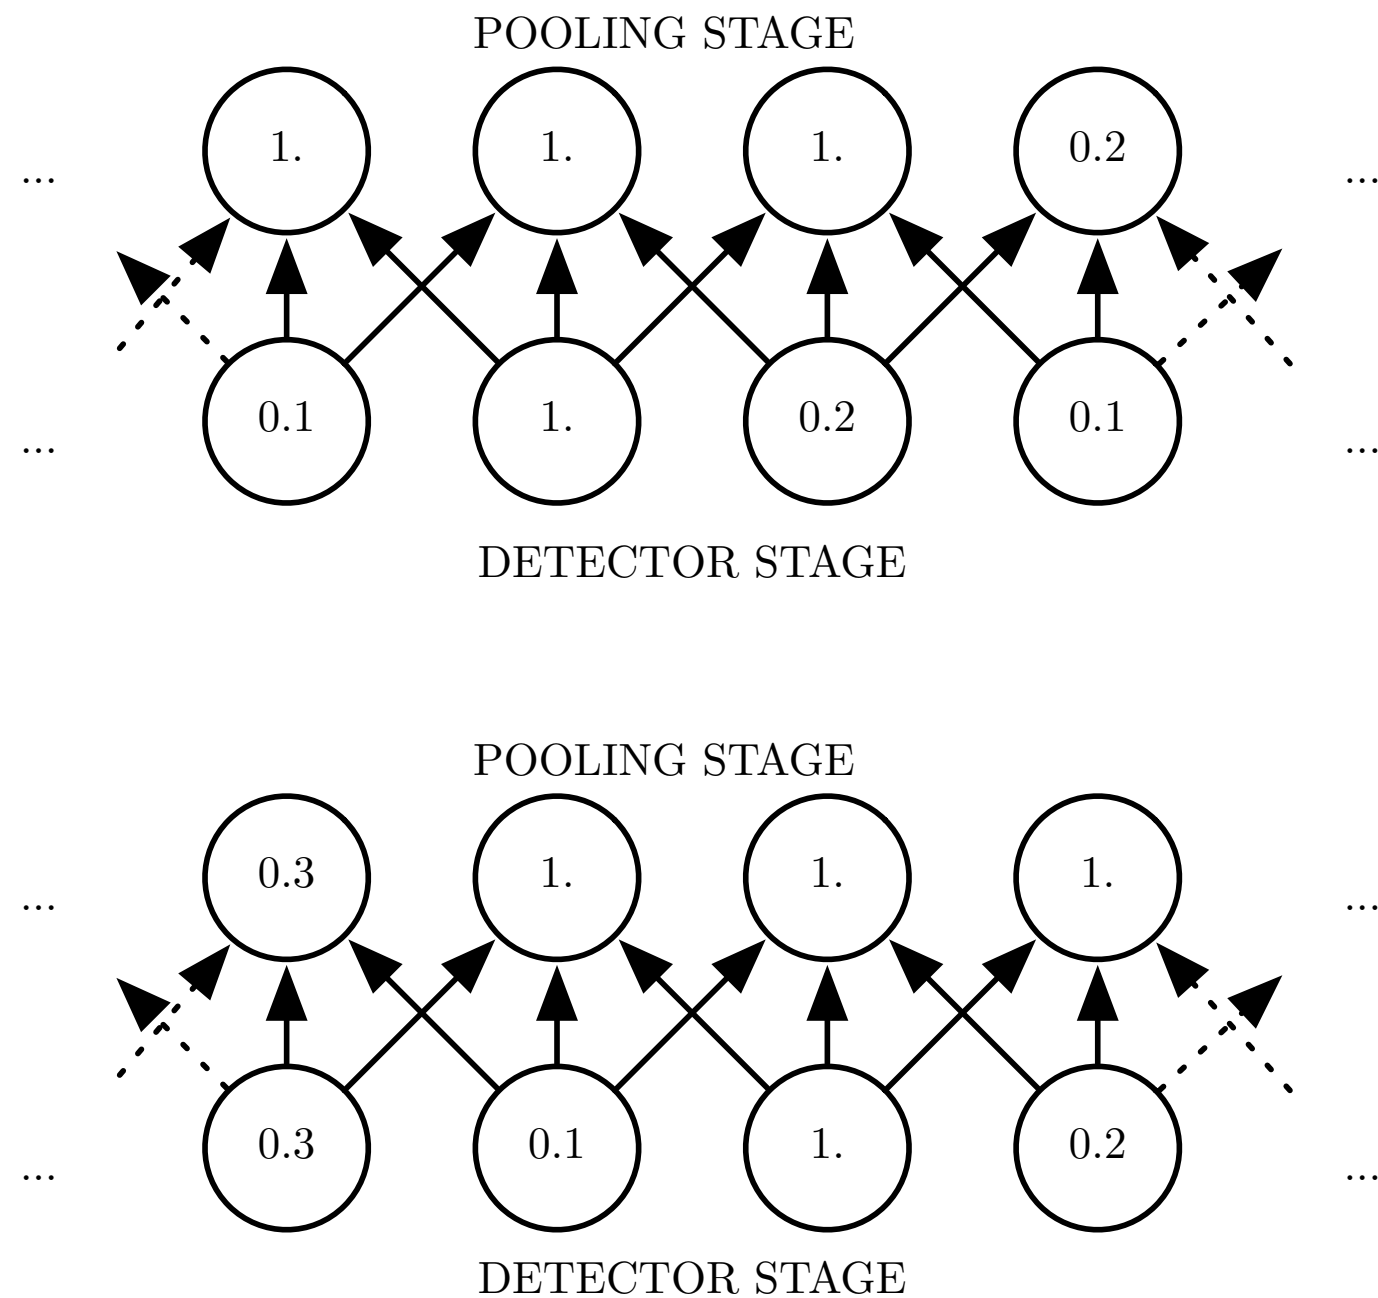 POOLING STAGE
1. 1. 1. 0.2
... ...
0.1 1. 0.2 0.1
... ...
DETECTOR STAGE
POOLING STAGE
0.3 1. 1. 1.
... ...
0.3 0.1 1. 0.2
... ...
DETECTOR STAGE